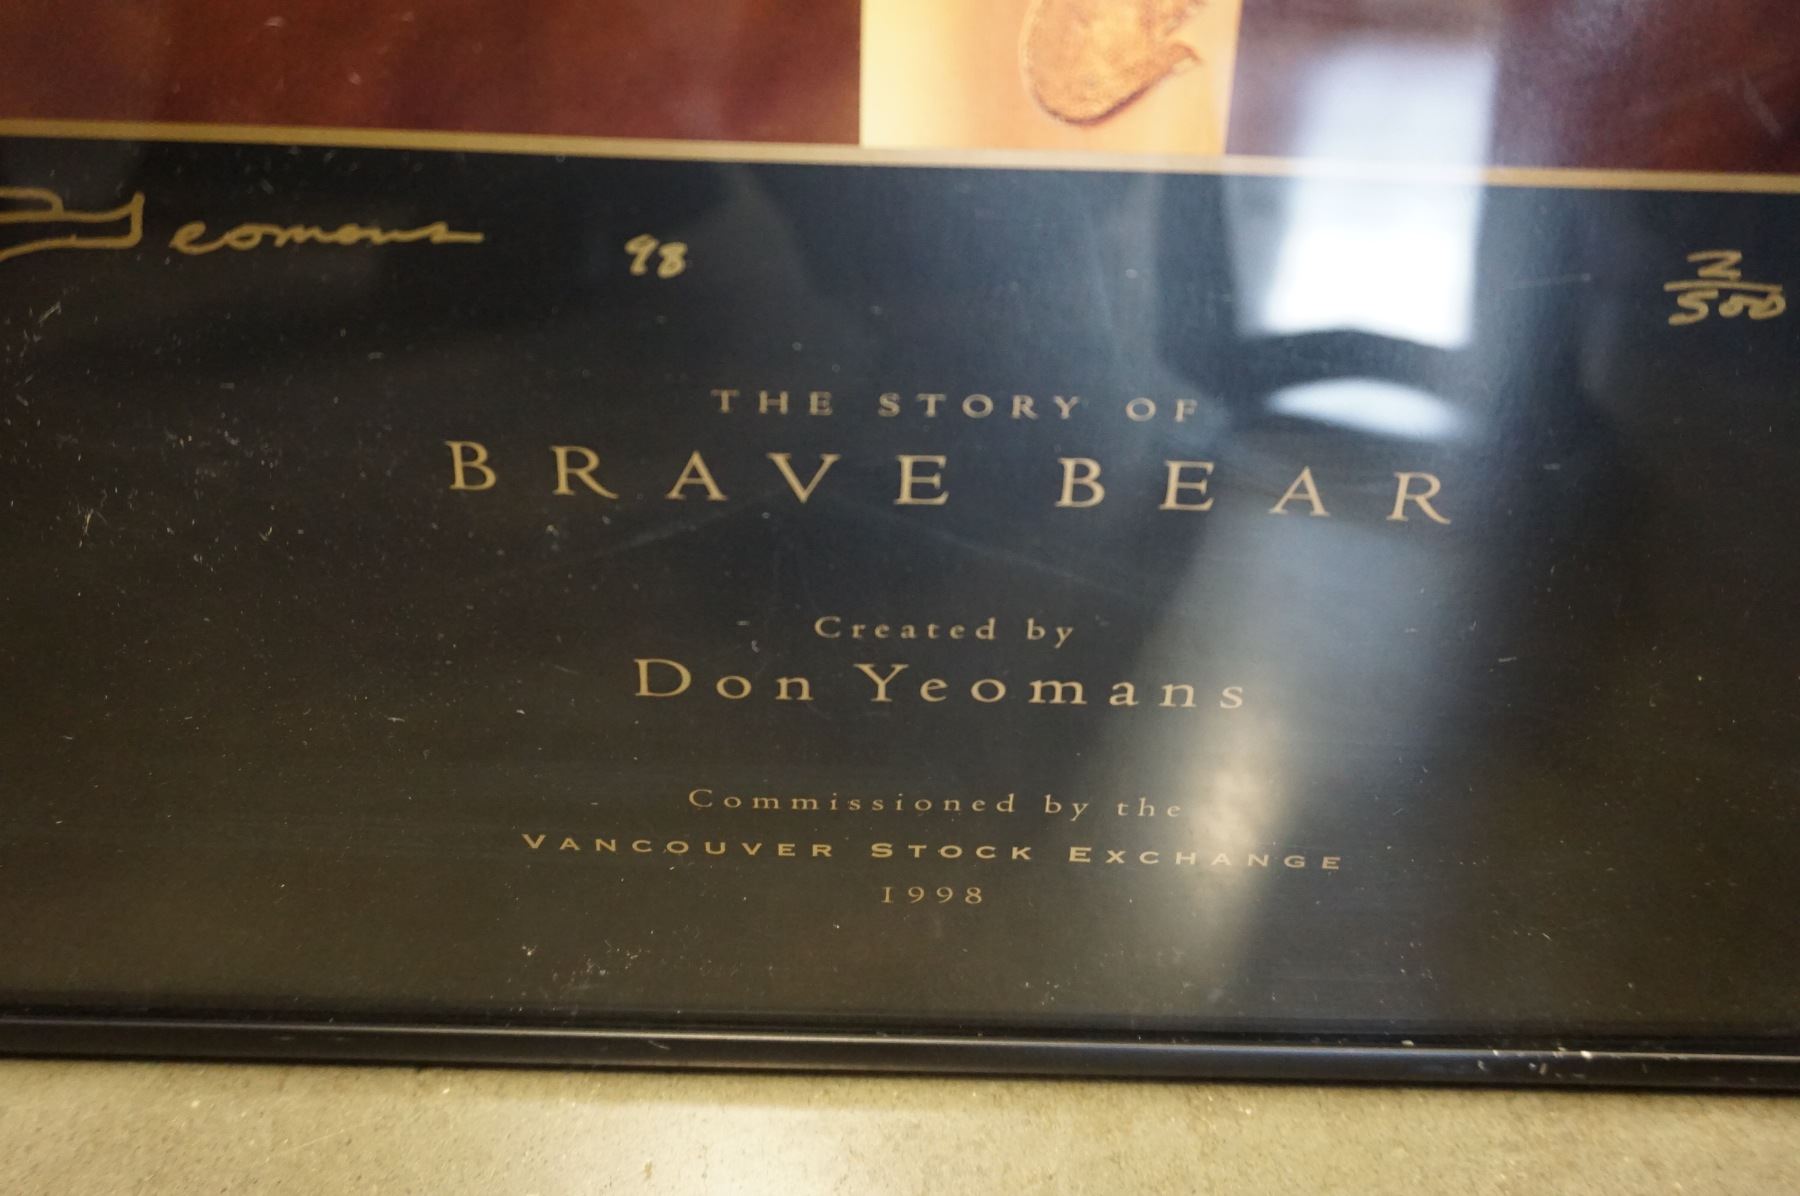 Yeomans 98
2/500
THE STORY OF
BRAVE BEAR
Created by
Don Yeomans
Commissioned by the
VANCOUVER STOCK EXCHANGE
1998